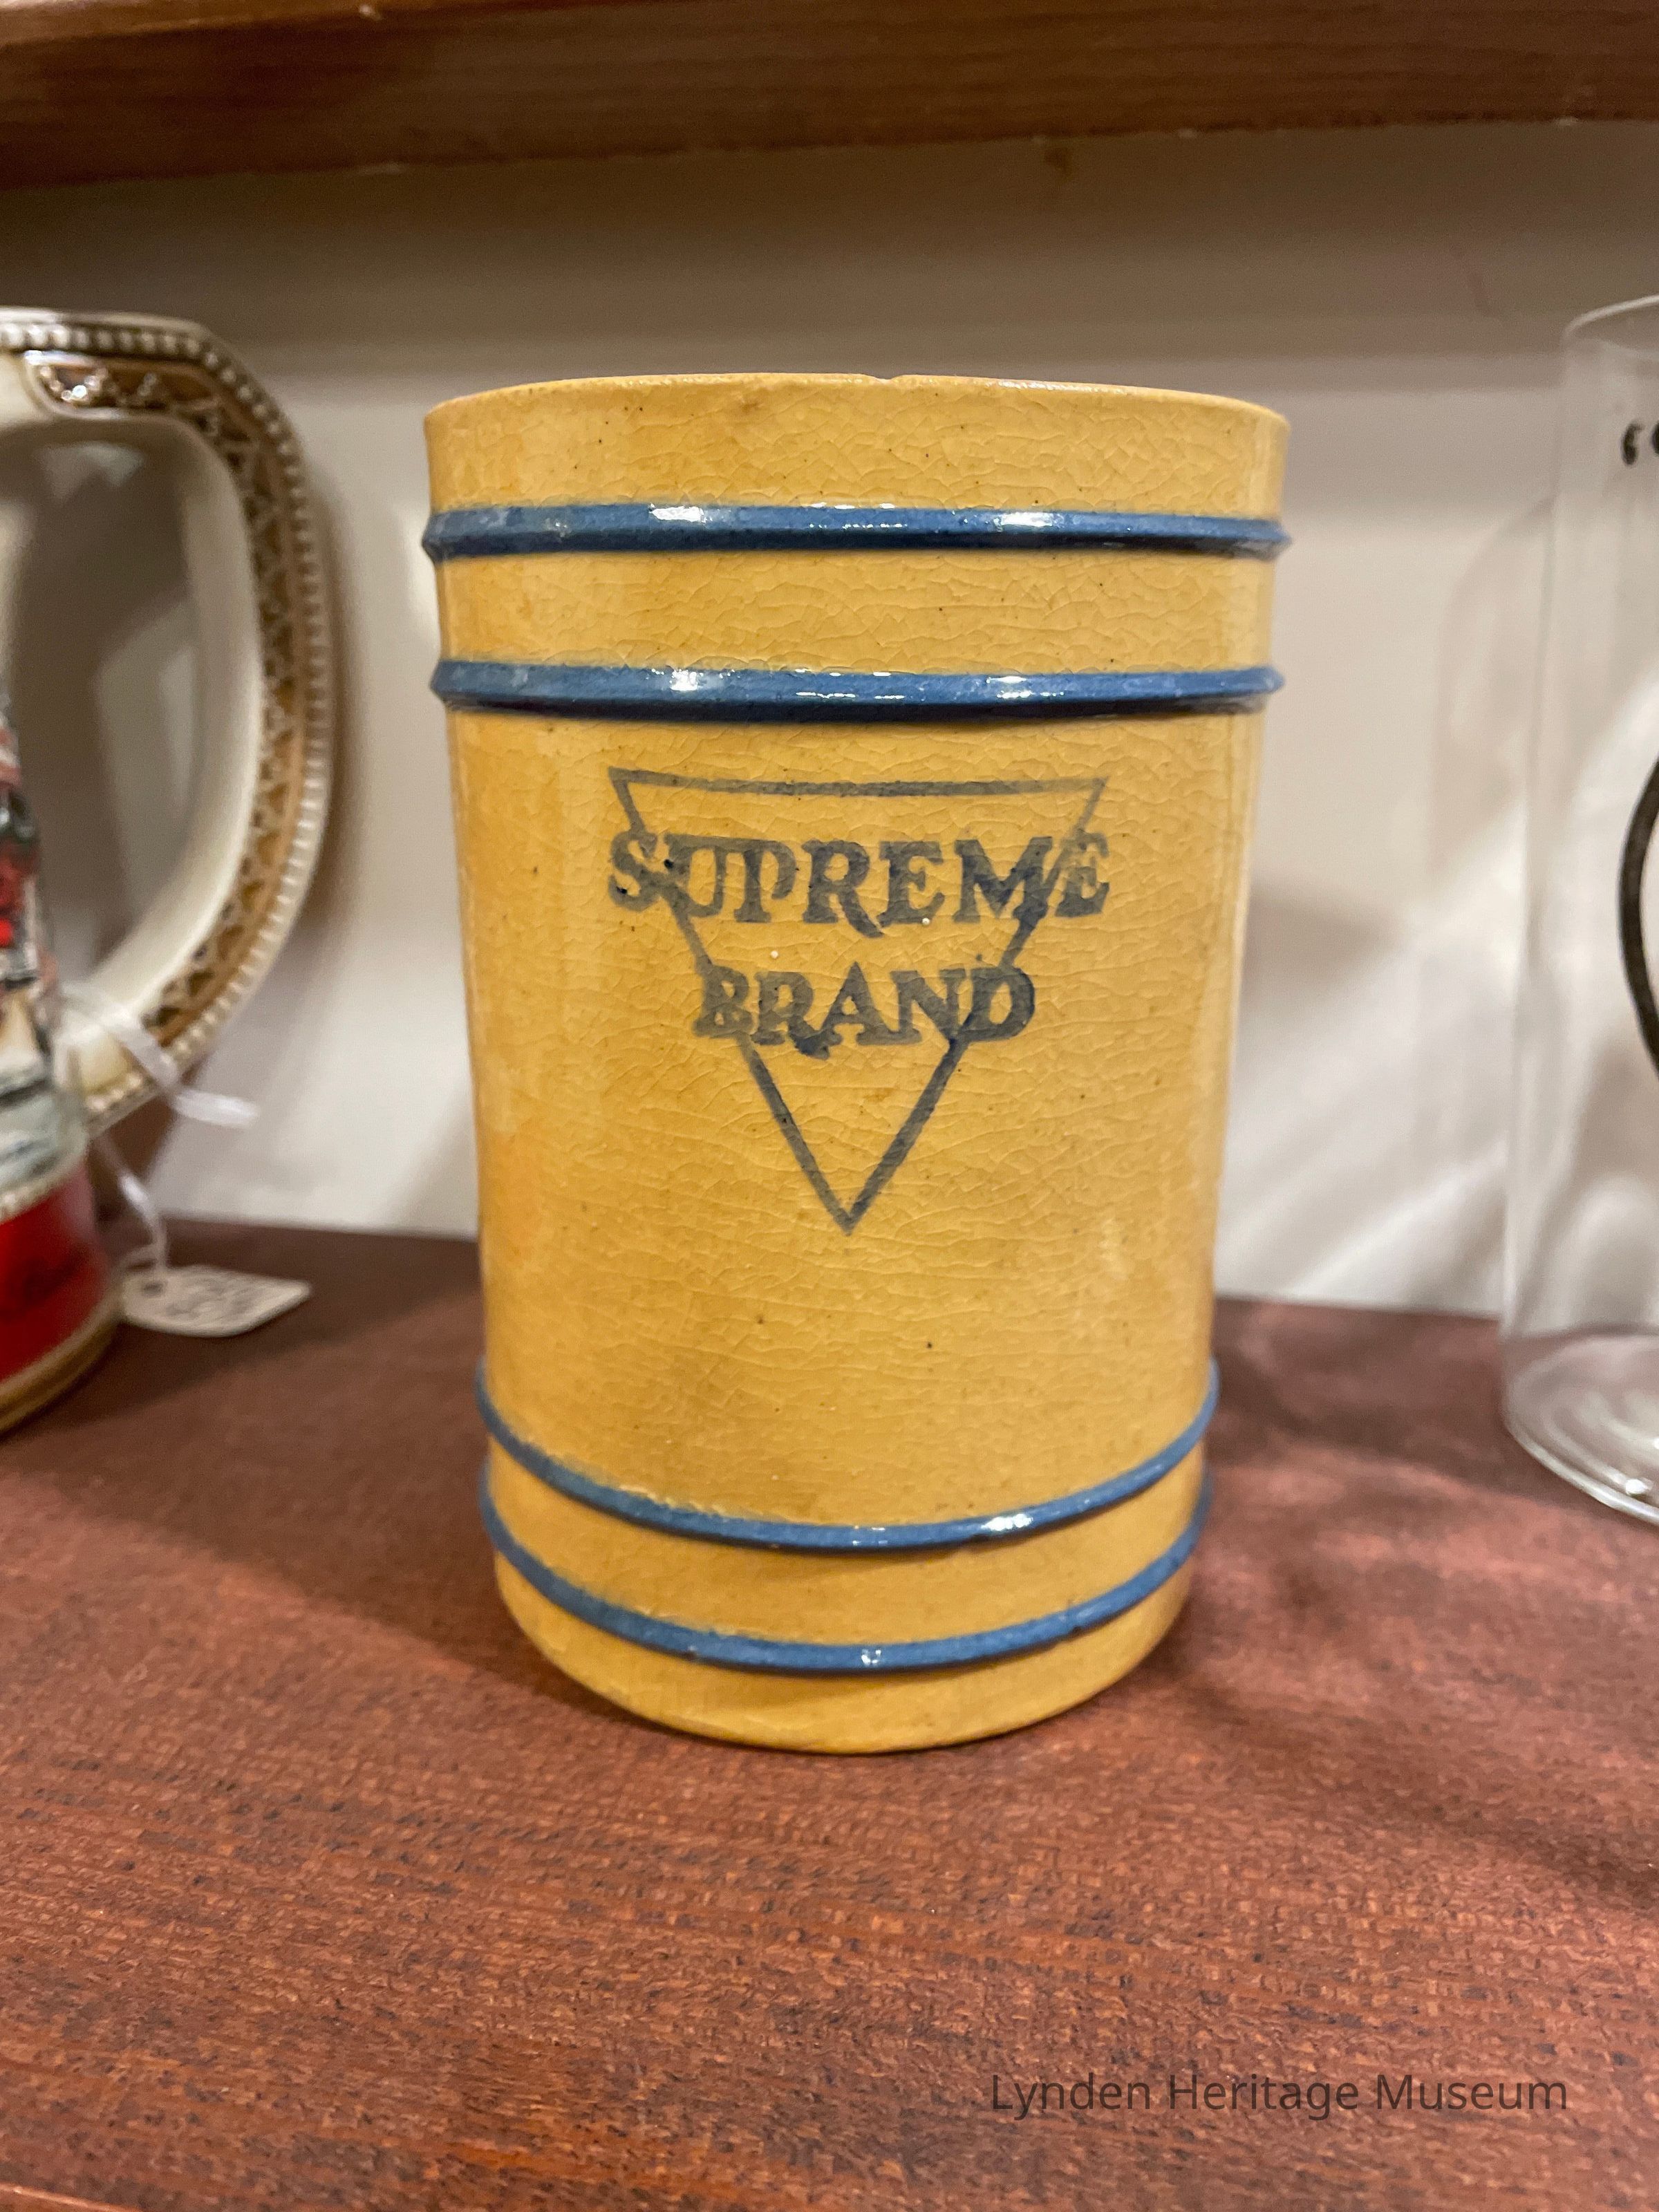 SUPREME
BRAND
Lynden Heritage Museum